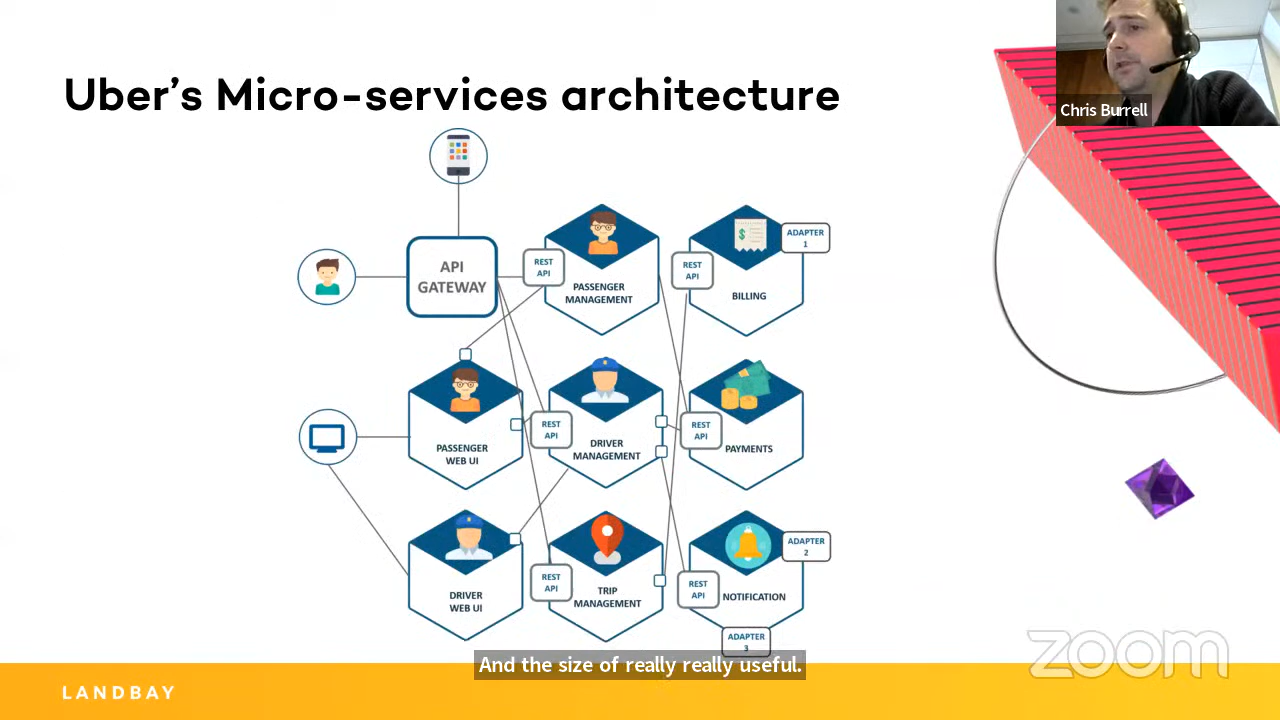 Uber's Micro-services architecture
Chris Burrell
API
GATEWAY
REST
API
PASSENGER
MANAGEMENT
REST
API
BILLING
ADAPTER
1
PASSENGER
WEB UI
REST
API
DRIVER
MANAGEMENT
REST
API
PAYMENTS
DRIVER
WEB UI
REST
API
TRIP
MANAGEMENT
REST
API
NOTIFICATION
ADAPTER
2
ADAPTER
3
And the size of really really useful.
zoom
LANDBAY